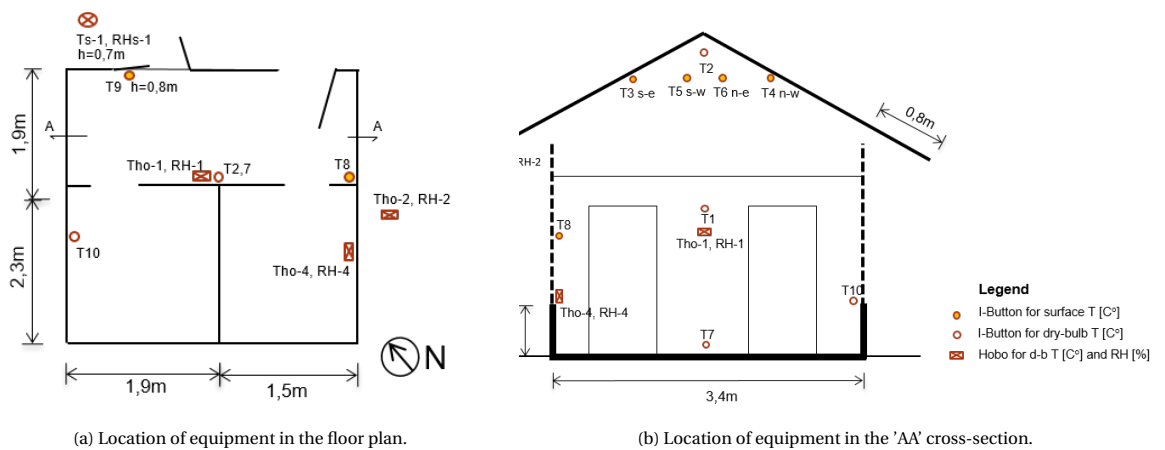 Ts-1, RHs-1
h=0,7m
T9 h=0,8m
A
A
1,9m
Tho-1, RH-1
T2,7
T8
Tho-2, RH-2
2,3m
T10
Tho-4, RH-4
N
1,9m
1,5m
(a) Location of equipment in the floor plan.
T2
T3 s-e
T5 s-w
T6 n-e
T4 n-w
0,8m
RH-2
T8
T1
Tho-1, RH-1
T10
Tho-4, RH-4
T7
3,4m
Legend
I-Button for surface T [Cº]
I-Button for dry-bulb T [Cº]
Hobo for d-b T [Cº] and RH [%]
(b) Location of equipment in the ’AA’ cross-section.